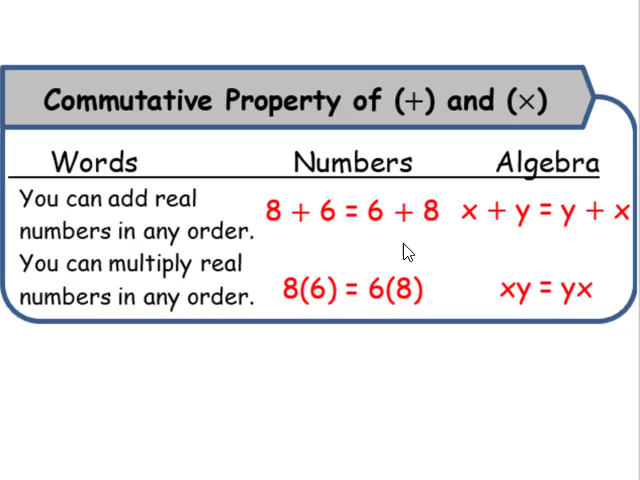 Commutative Property of (+) and (×)
Words Numbers Algebra
You can add real
numbers in any order.
8 + 6 = 6 + 8 x + y = y + x
You can multiply real
numbers in any order.
8(6) = 6(8) xy = yx